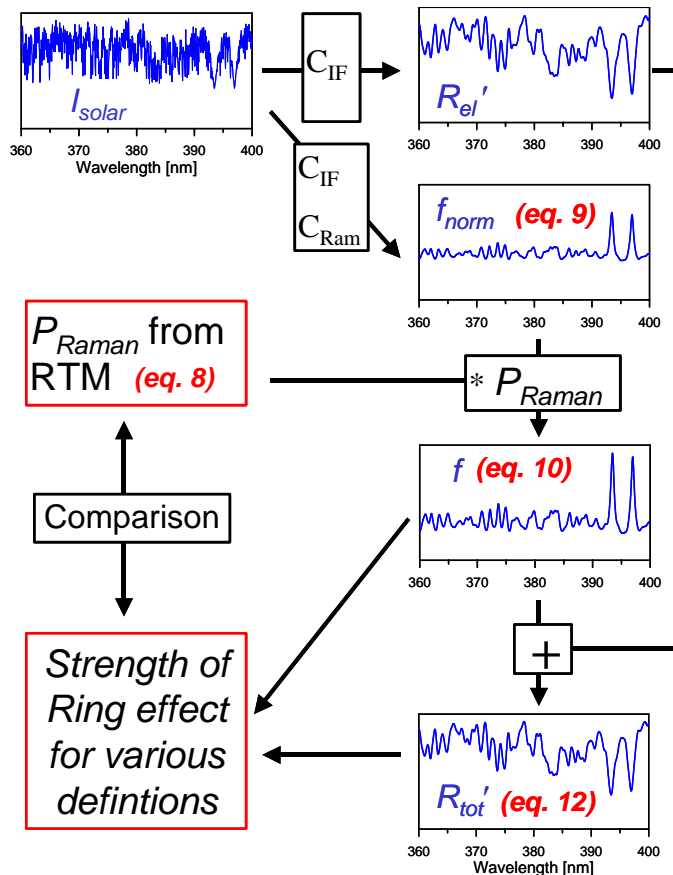 I_solar
360 370 380 390 400
Wavelength [nm]
C_IF
R_el′
360 370 380 390 400
C_IF
C_Ram
f_norm (eq. 9)
360 370 380 390 400
P_Raman from
RTM (eq. 8)
* P_Raman
f (eq. 10)
360 370 380 390 400
Comparison
+
Strength of
Ring effect
for various
defintions
R_tot′ (eq. 12)
360 370 380 390 400
Wavelength [nm]